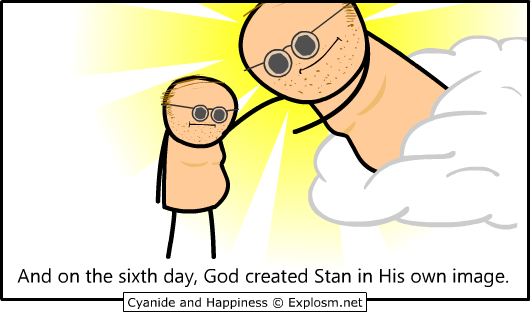 And on the sixth day, God created Stan in His own image.
Cyanide and Happiness © Explosm.net